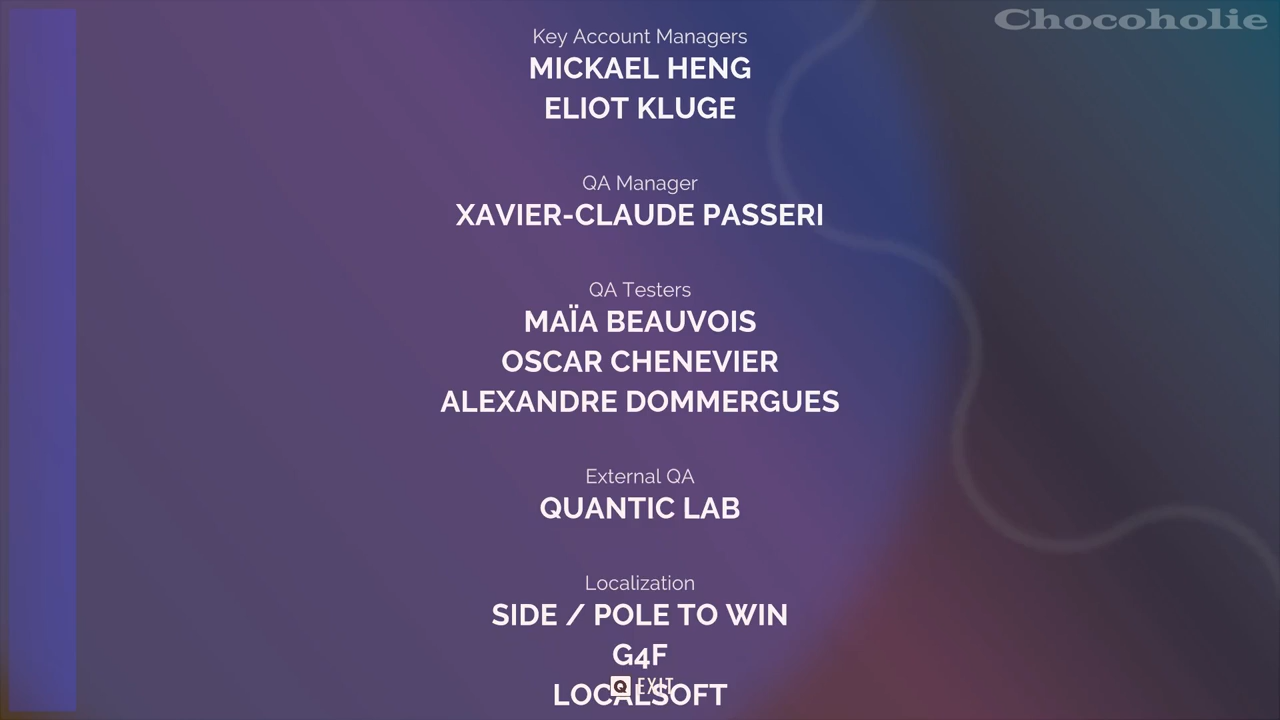 Chocoholie
Key Account Managers
MICKAEL HENG
ELIOT KLUGE
QA Manager
XAVIER-CLAUDE PASSERI
QA Testers
MAÏA BEAUVOIS
OSCAR CHENEVIER
ALEXANDRE DOMMERGUES
External QA
QUANTIC LAB
Localization
SIDE / POLE TO WIN
G4F
Q EXIT
LOCALSOFT